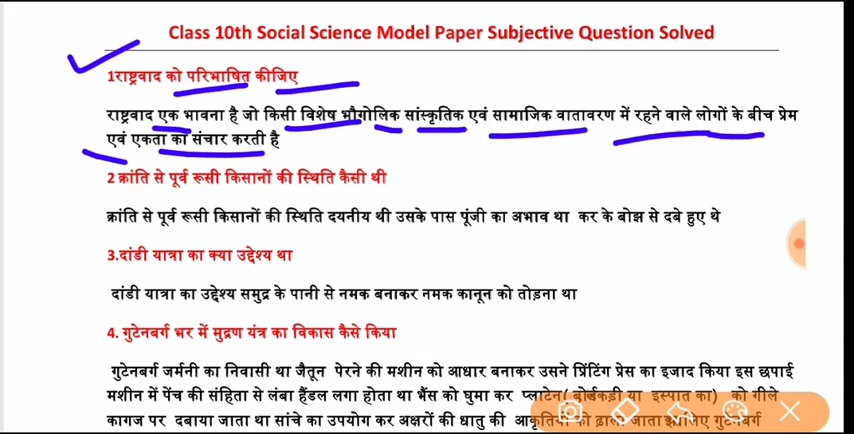 Class 10th Social Science Model Paper Subjective Question Solved
1राष्ट्रवाद को परिभाषित कीजिए
राष्ट्रवाद एक भावना है जो किसी विशेष भौगोलिक सांस्कृतिक एवं सामाजिक वातावरण में रहने वाले लोगों के बीच प्रेम
एवं एकता का संचार करती है
2 क्रांति से पूर्व रूसी किसानों की स्थिति कैसी थी
क्रांति से पूर्व रूसी किसानों की स्थिति दयनीय थी उसके पास पूंजी का अभाव था कर के बोझ से दबे हुए थे
3.दांडी यात्रा का क्या उद्देश्य था
दांडी यात्रा का उद्देश्य समुद्र के पानी से नमक बनाकर नमक कानून को तोड़ना था
4. गुटेनबर्ग भर में मुद्रण यंत्र का विकास कैसे किया
गुटेनबर्ग जर्मनी का निवासी था जैतून पेरने की मशीन को आधार बनाकर उसने प्रिंटिंग प्रेस का इजाद किया इस छपाई
मशीन में पेंच की संहिता से लंबा हैंडल लगा होता था भैंस को घुमा कर प्लाटेन( बोर्डकड़ी या इस्पात का) को गीले
कागज पर दबाया जाता था सांचे का उपयोग कर अक्षरों की धातु की को ढाला जाता गुटेनबर्ग